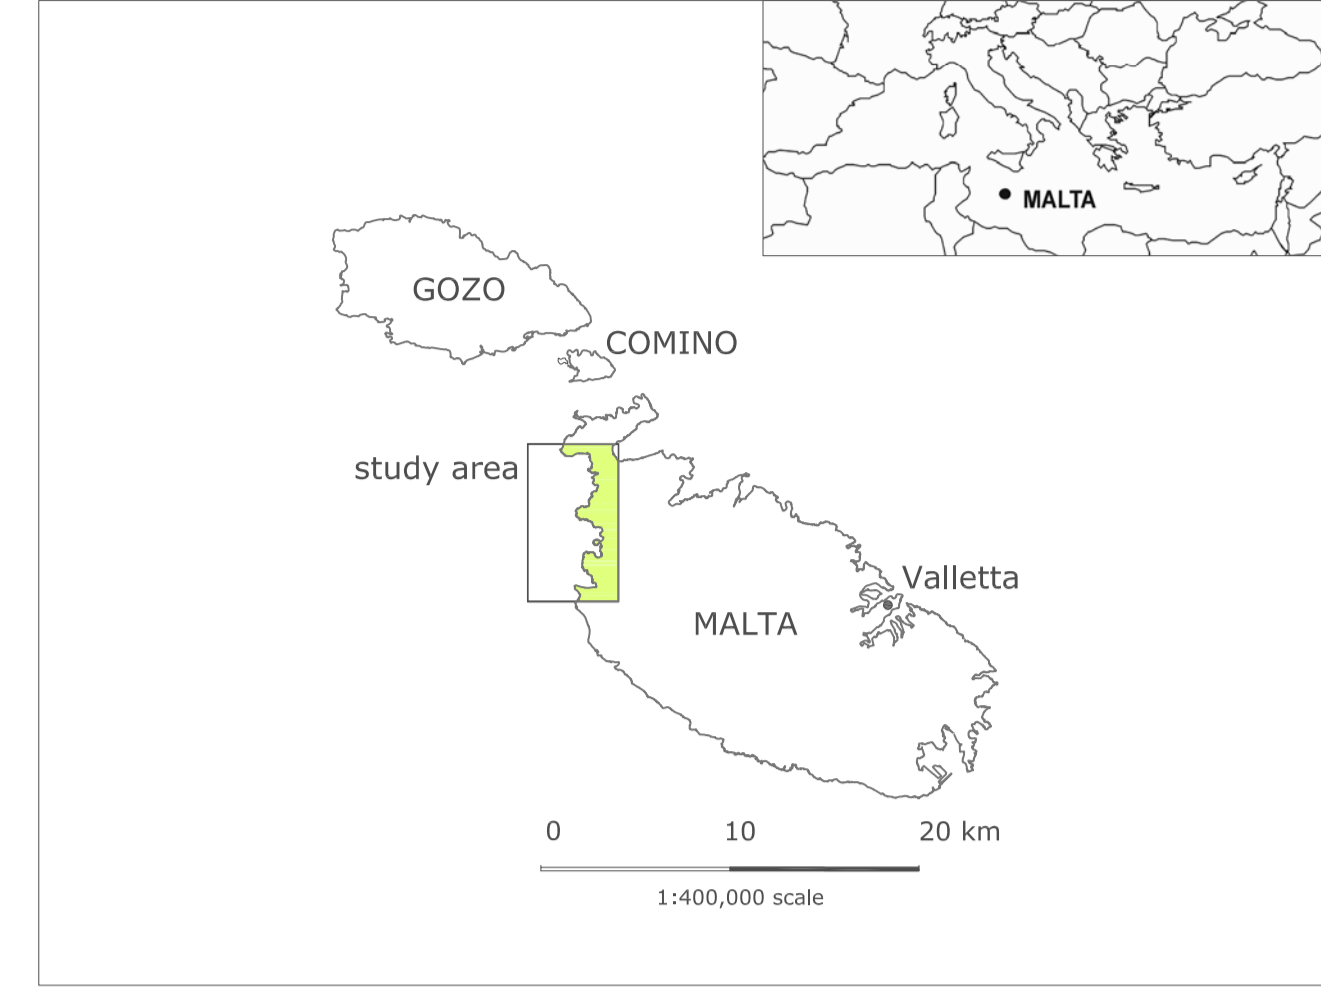 MALTA
GOZO
COMINO
study area
Valletta
MALTA
0 10 20 km
1:400,000 scale